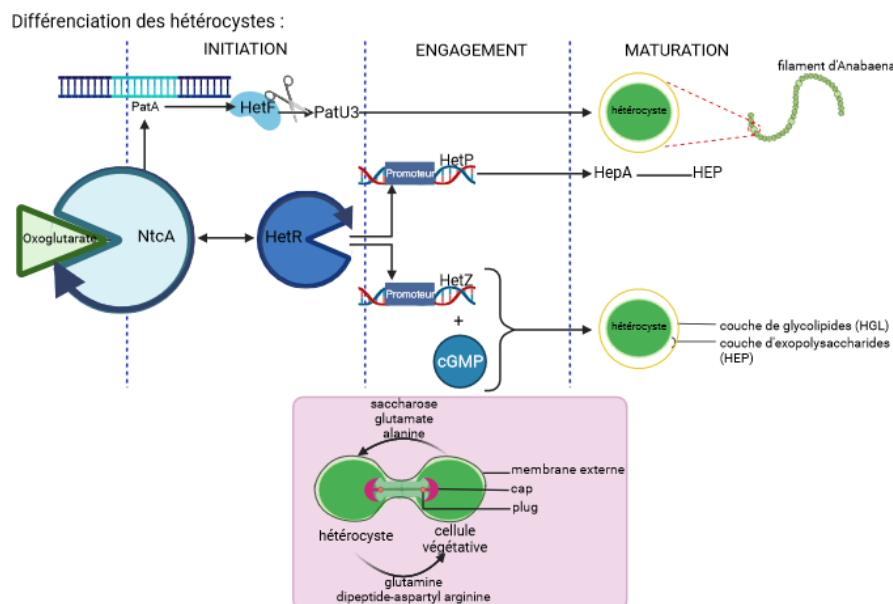 Différenciation des hétérocystes :
INITIATION
ENGAGEMENT
MATURATION
filament d'Anabaena
PatA
HetF
PatU3
hétérocyste
HetP
Promoteur
HepA
HEP
Oxoglutarate
NtcA
HetR
HetZ
Promoteur
+
cGMP
hétérocyste
couche de glycolipides (HGL)
couche d'exopolysaccharides
(HEP)
saccharose
glutamate
alanine
membrane externe
cap
plug
hétérocyste
cellule
végétative
glutamine
dipeptide-aspartyl arginine